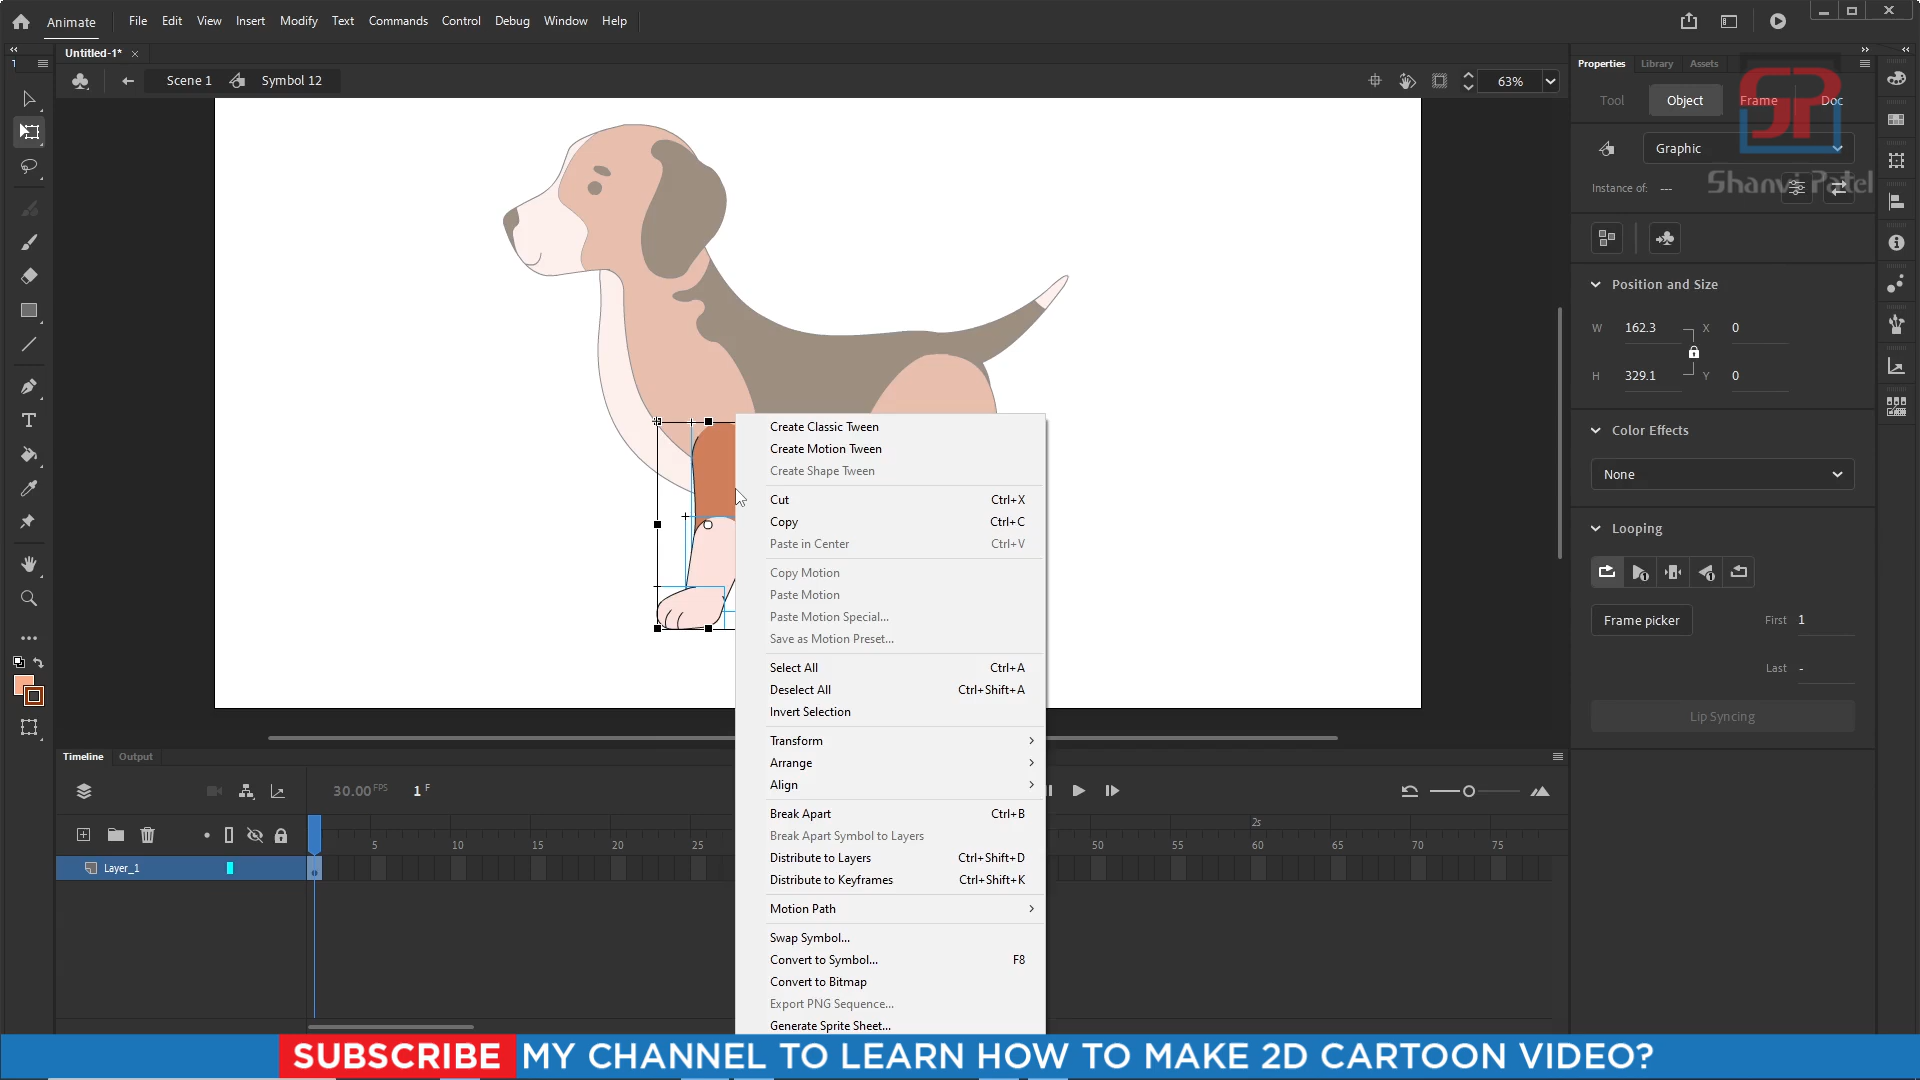 Animate
File Edit View Insert Modify Text Commands Control Debug Window Help
Untitled-1* ×
Scene 1 Symbol 12 63%
Properties Library Assets
Tool Object Frame Doc
SP
Graphic
Instance of: ---
Shanvi Patel
Position and Size
W 162.3 X 0
H 329.1 Y 0
Color Effects
None
Looping
Frame picker First 1
Last -
Lip Syncing
Create Classic Tween
Create Motion Tween
Create Shape Tween
Cut Ctrl+X
Copy Ctrl+C
Paste in Center Ctrl+V
Copy Motion
Paste Motion
Paste Motion Special...
Save as Motion Preset...
Select All Ctrl+A
Deselect All Ctrl+Shift+A
Invert Selection
Transform
Arrange
Align
Break Apart Ctrl+B
Break Apart Symbol to Layers
Distribute to Layers Ctrl+Shift+D
Distribute to Keyframes Ctrl+Shift+K
Motion Path
Swap Symbol...
Convert to Symbol... F8
Convert to Bitmap
Export PNG Sequence...
Generate Sprite Sheet...
Timeline Output
30.00 FPS 1 F
2s
5 10 15 20 25 50 55 60 65 70 75
Layer_1
SUBSCRIBE MY CHANNEL TO LEARN HOW TO MAKE 2D CARTOON VIDEO?